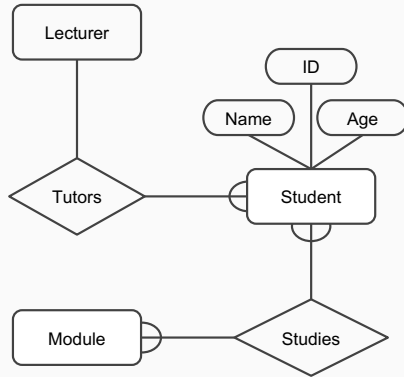 Lecturer
ID
Name
Age
Tutors
Student
Module
Studies